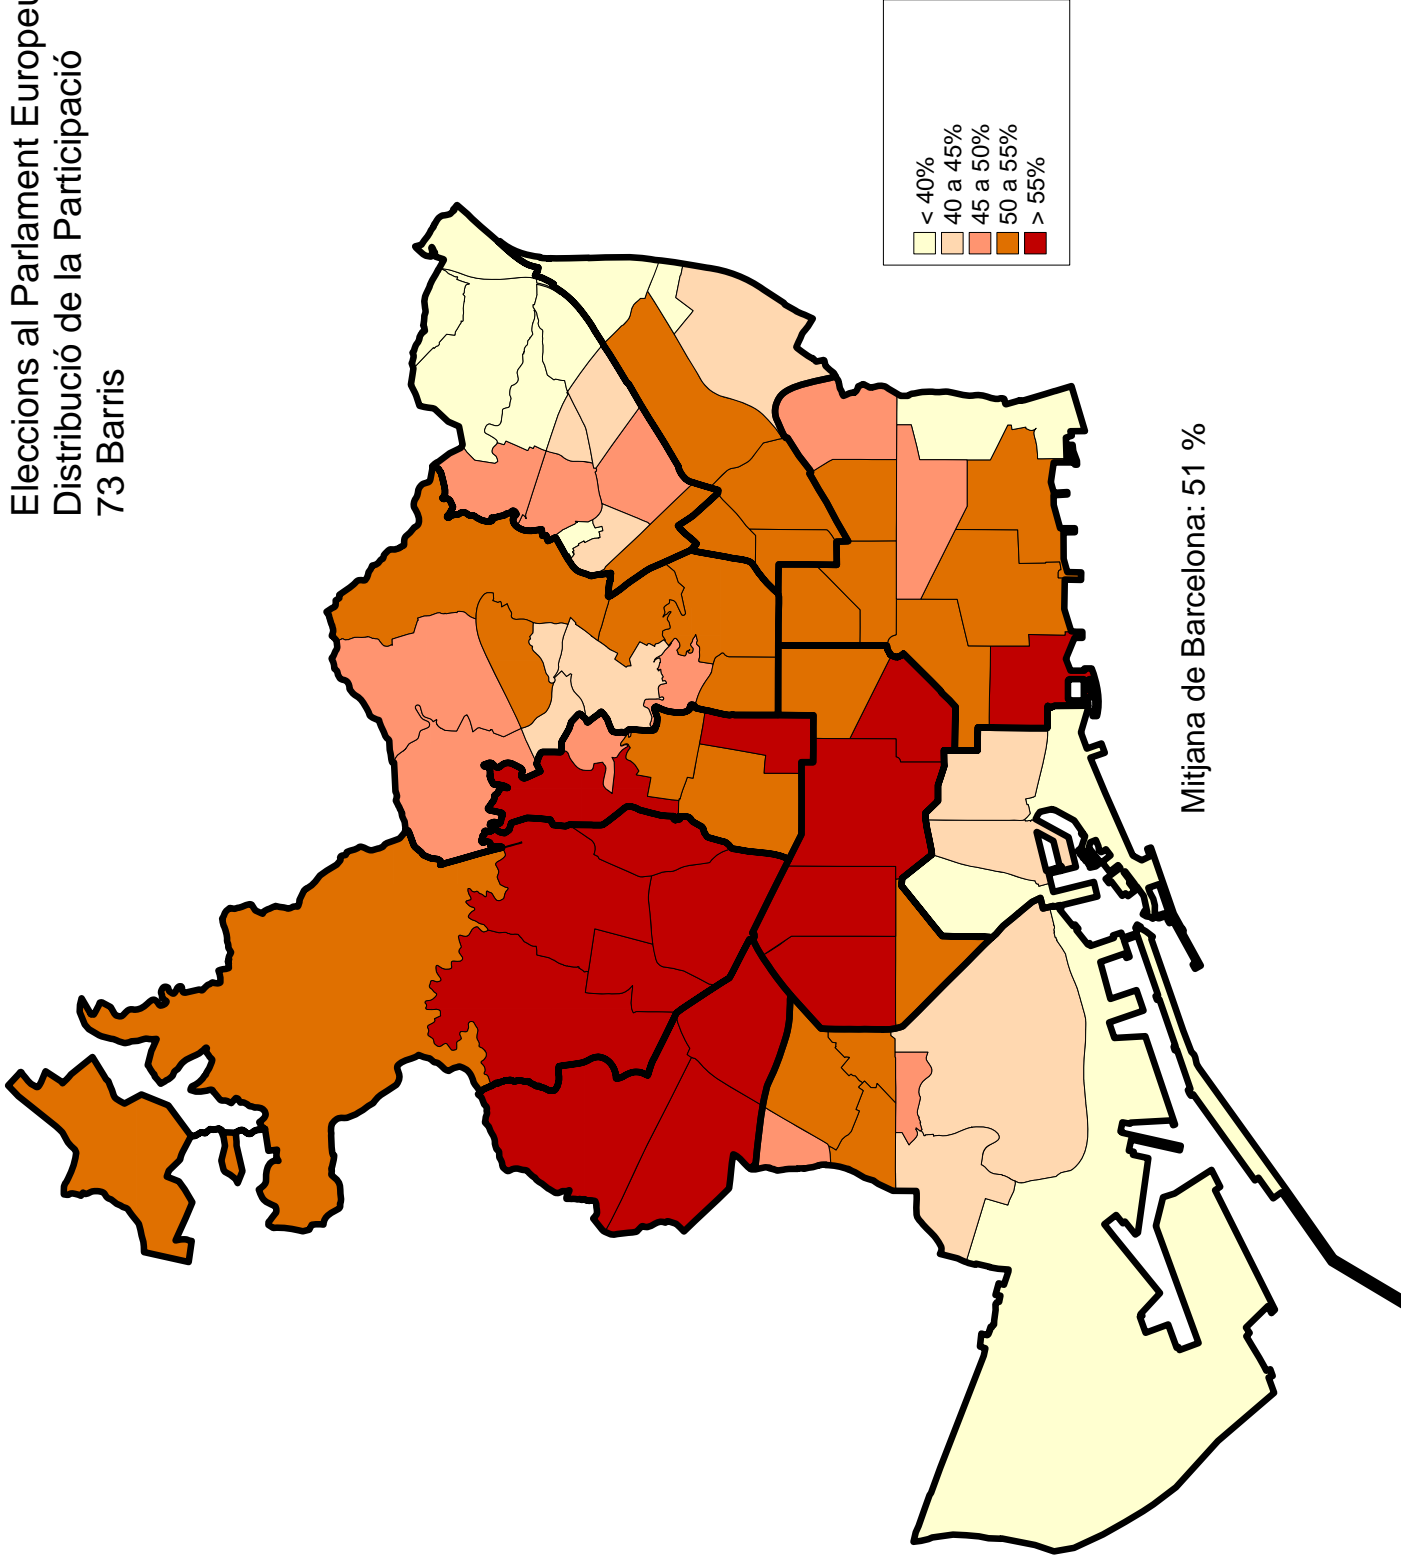 Eleccions al Parlament Europeu
Distribució de la Participació
73 Barris
< 40%
40 a 45%
45 a 50%
50 a 55%
> 55%
Mitjana de Barcelona: 51 %